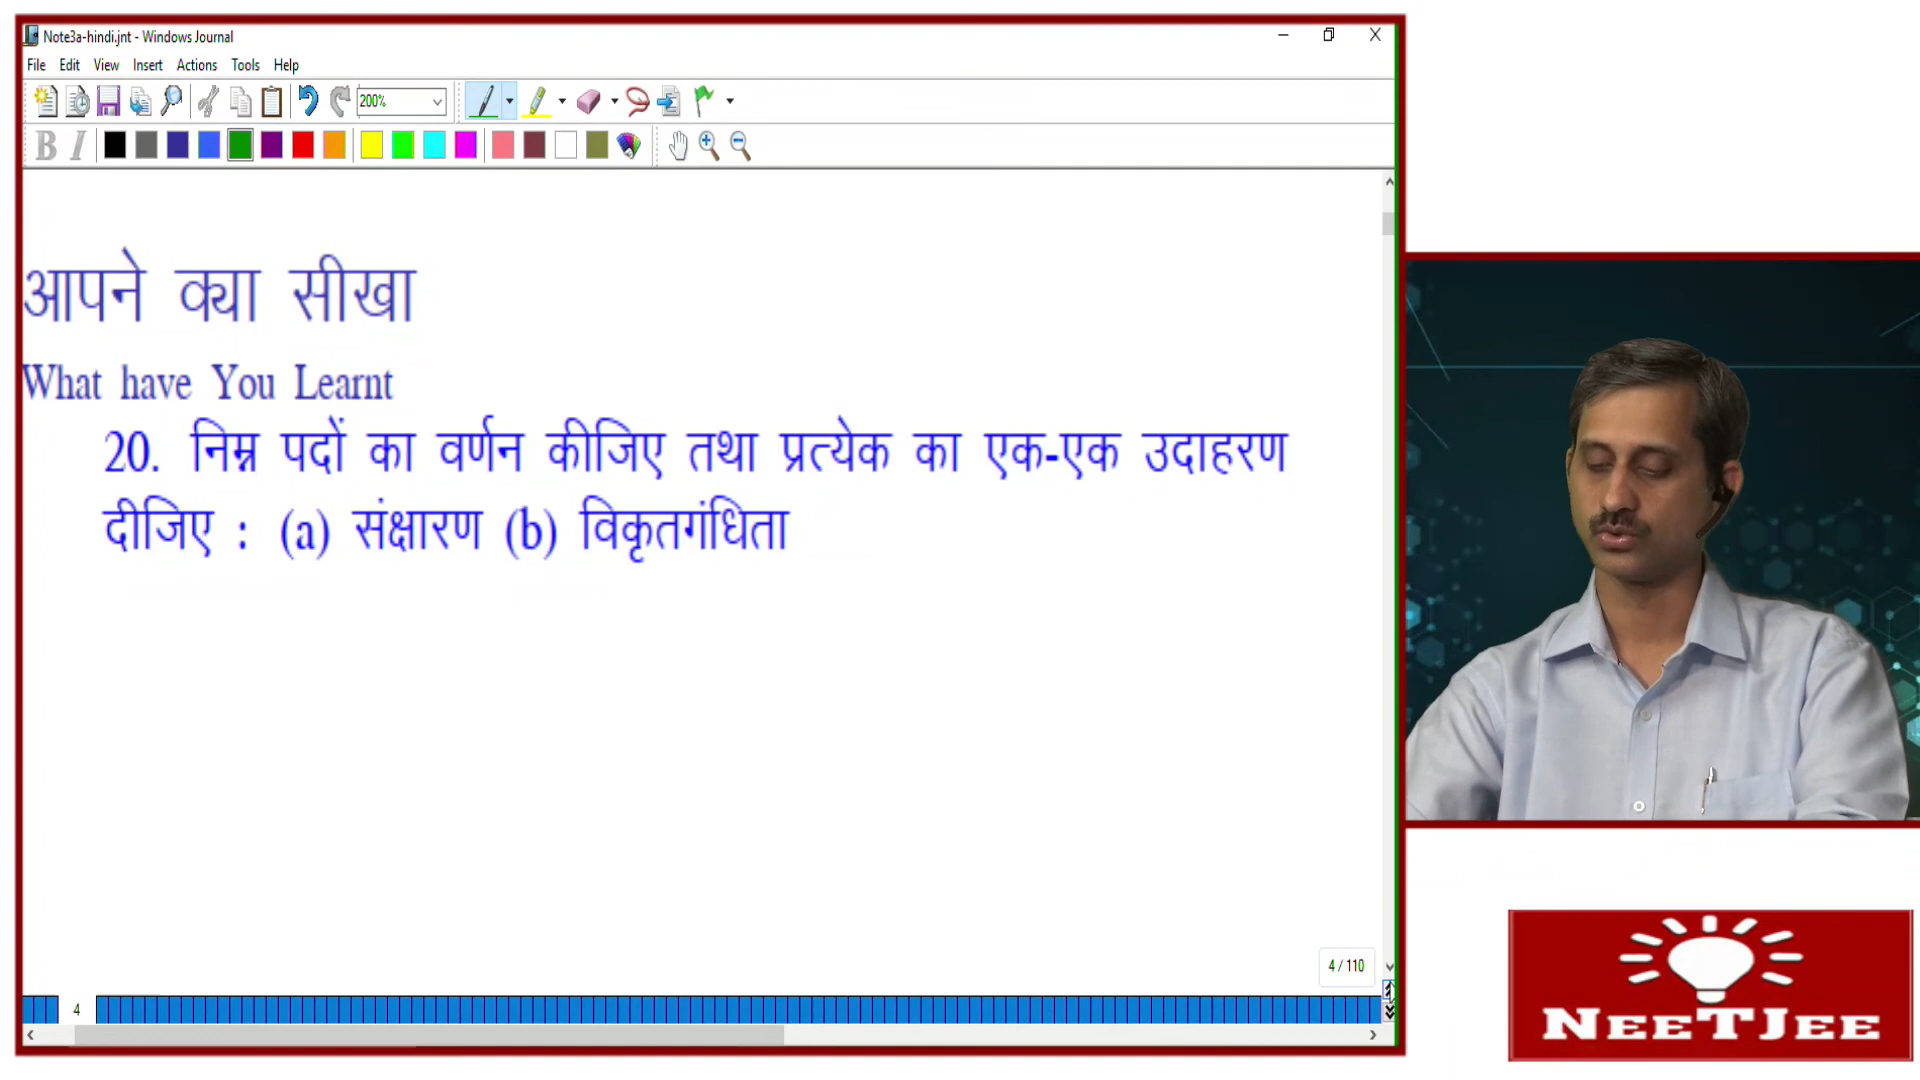 Note3a-hindi.jnt - Windows Journal
File Edit View Insert Actions Tools Help
200%
B I
आपने क्या सीखा
What have You Learnt
20. निम्न पदों का वर्णन कीजिए तथा प्रत्येक का एक-एक उदाहरण
दीजिए : (a) संक्षारण (b) विकृतगंधिता
4 / 110
4
NEETJEE